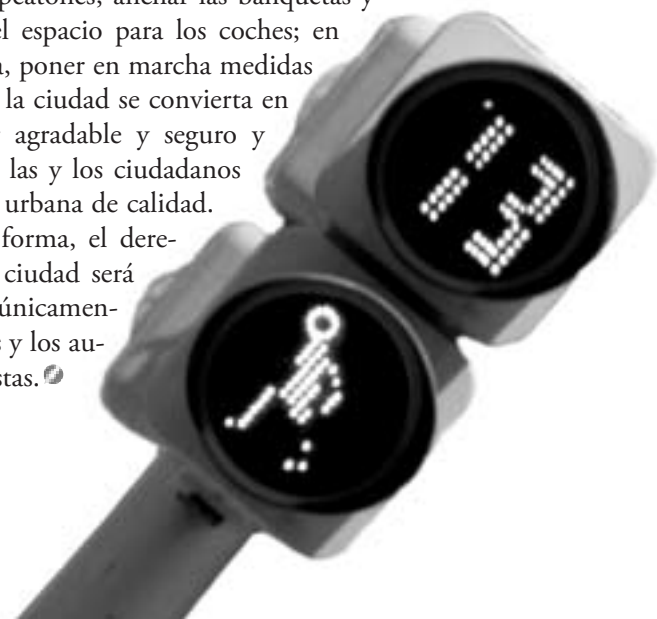 peatones, anchar las banquetas y
el espacio para los coches; en
poner en marcha medidas
la ciudad se convierta en
agradable y seguro y
las y los ciudadanos
urbana de calidad.
forma, el dere-
ciudad será
únicamen-
y los au-
13